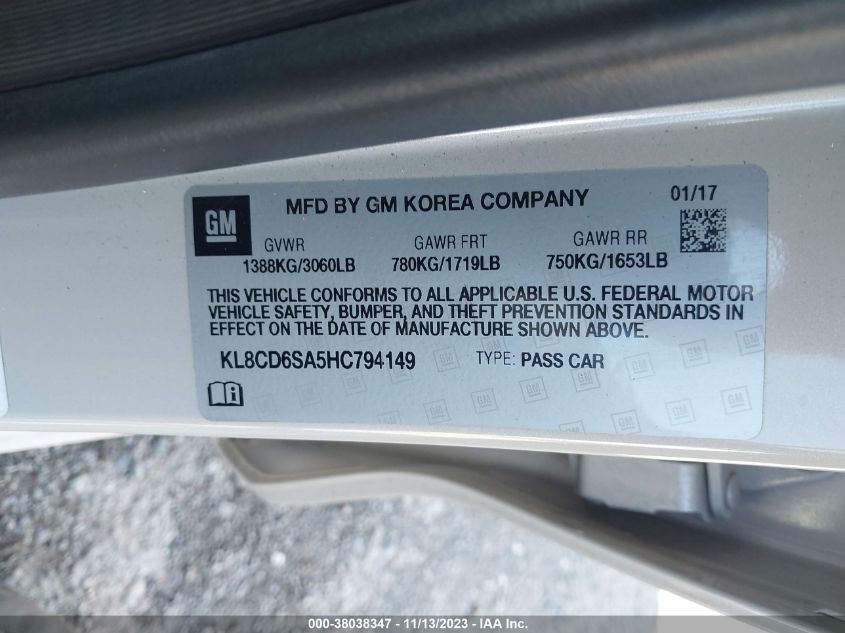 GM
MFD BY GM KOREA COMPANY
01/17
GVWR GAWR FRT GAWR RR
1388KG/3060LB 780KG/1719LB 750KG/1653LB
THIS VEHICLE CONFORMS TO ALL APPLICABLE U.S. FEDERAL MOTOR
VEHICLE SAFETY, BUMPER, AND THEFT PREVENTION STANDARDS IN
EFFECT ON THE DATE OF MANUFACTURE SHOWN ABOVE.
KL8CD6SA5HC794149 TYPE: PASS CAR
000-38038347 — 11/13/2023 — IAA Inc.